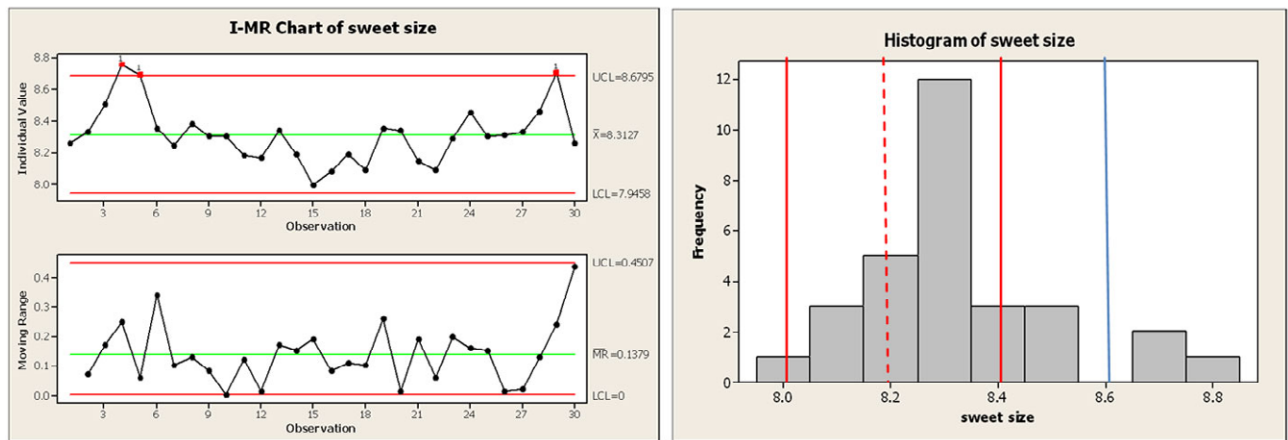 I-MR Chart of sweet size
Individual Value
8.8
8.6
8.4
8.2
8.0
1
1
1
UCL=8.6795
X̄=8.3127
LCL=7.9458
3 6 9 12 15 18 21 24 27 30
Observation
Moving Range
0.4
0.3
0.2
0.1
0.0
UCL=0.4507
M̅R̅=0.1379
LCL=0
3 6 9 12 15 18 21 24 27 30
Observation
Histogram of sweet size
Frequency
12
10
8
6
4
2
0
8.0 8.2 8.4 8.6 8.8
sweet size